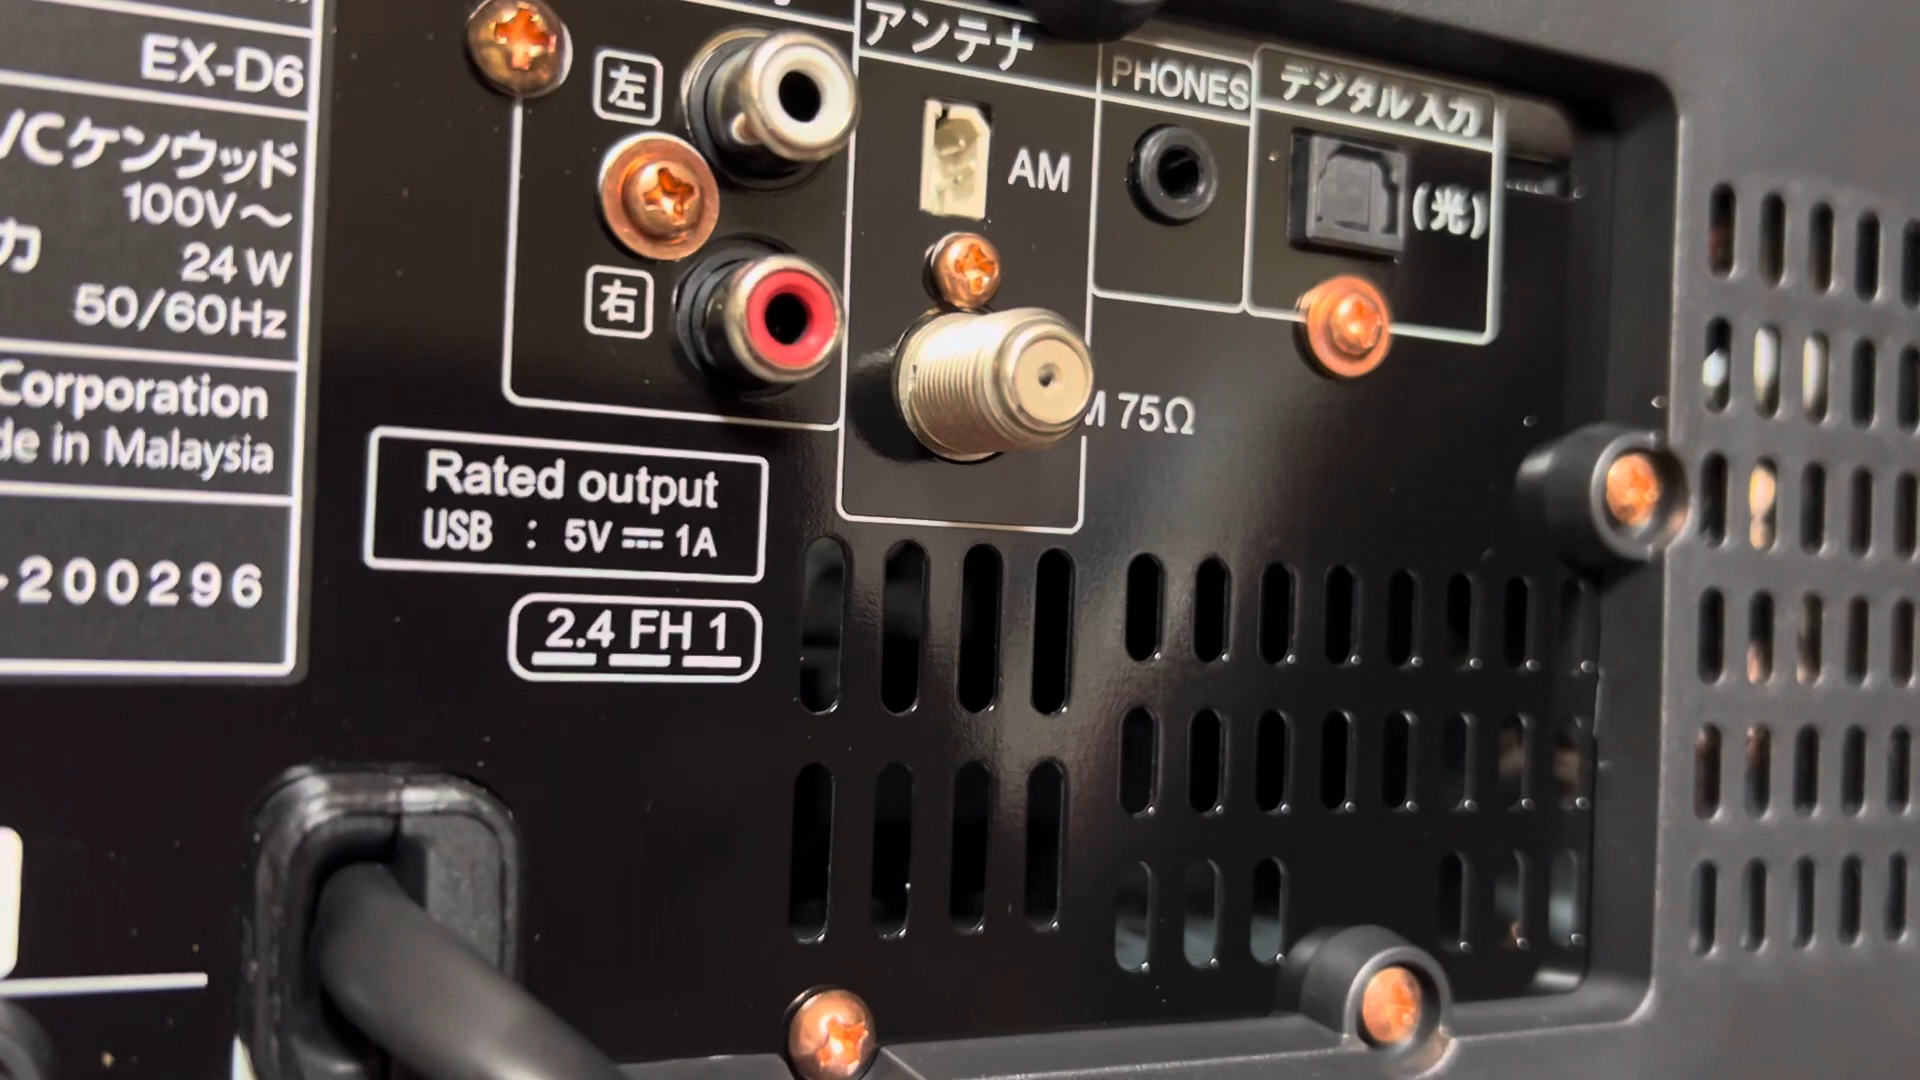 EX-D6
VCケンウッド
100V～
力
24W
50/60Hz
Corporation
de in Malaysia
-200296
左
右
アンテナ
AM
M 75Ω
PHONES
デジタル入力
(光)
Rated output
USB : 5V⎓1A
2.4 FH 1